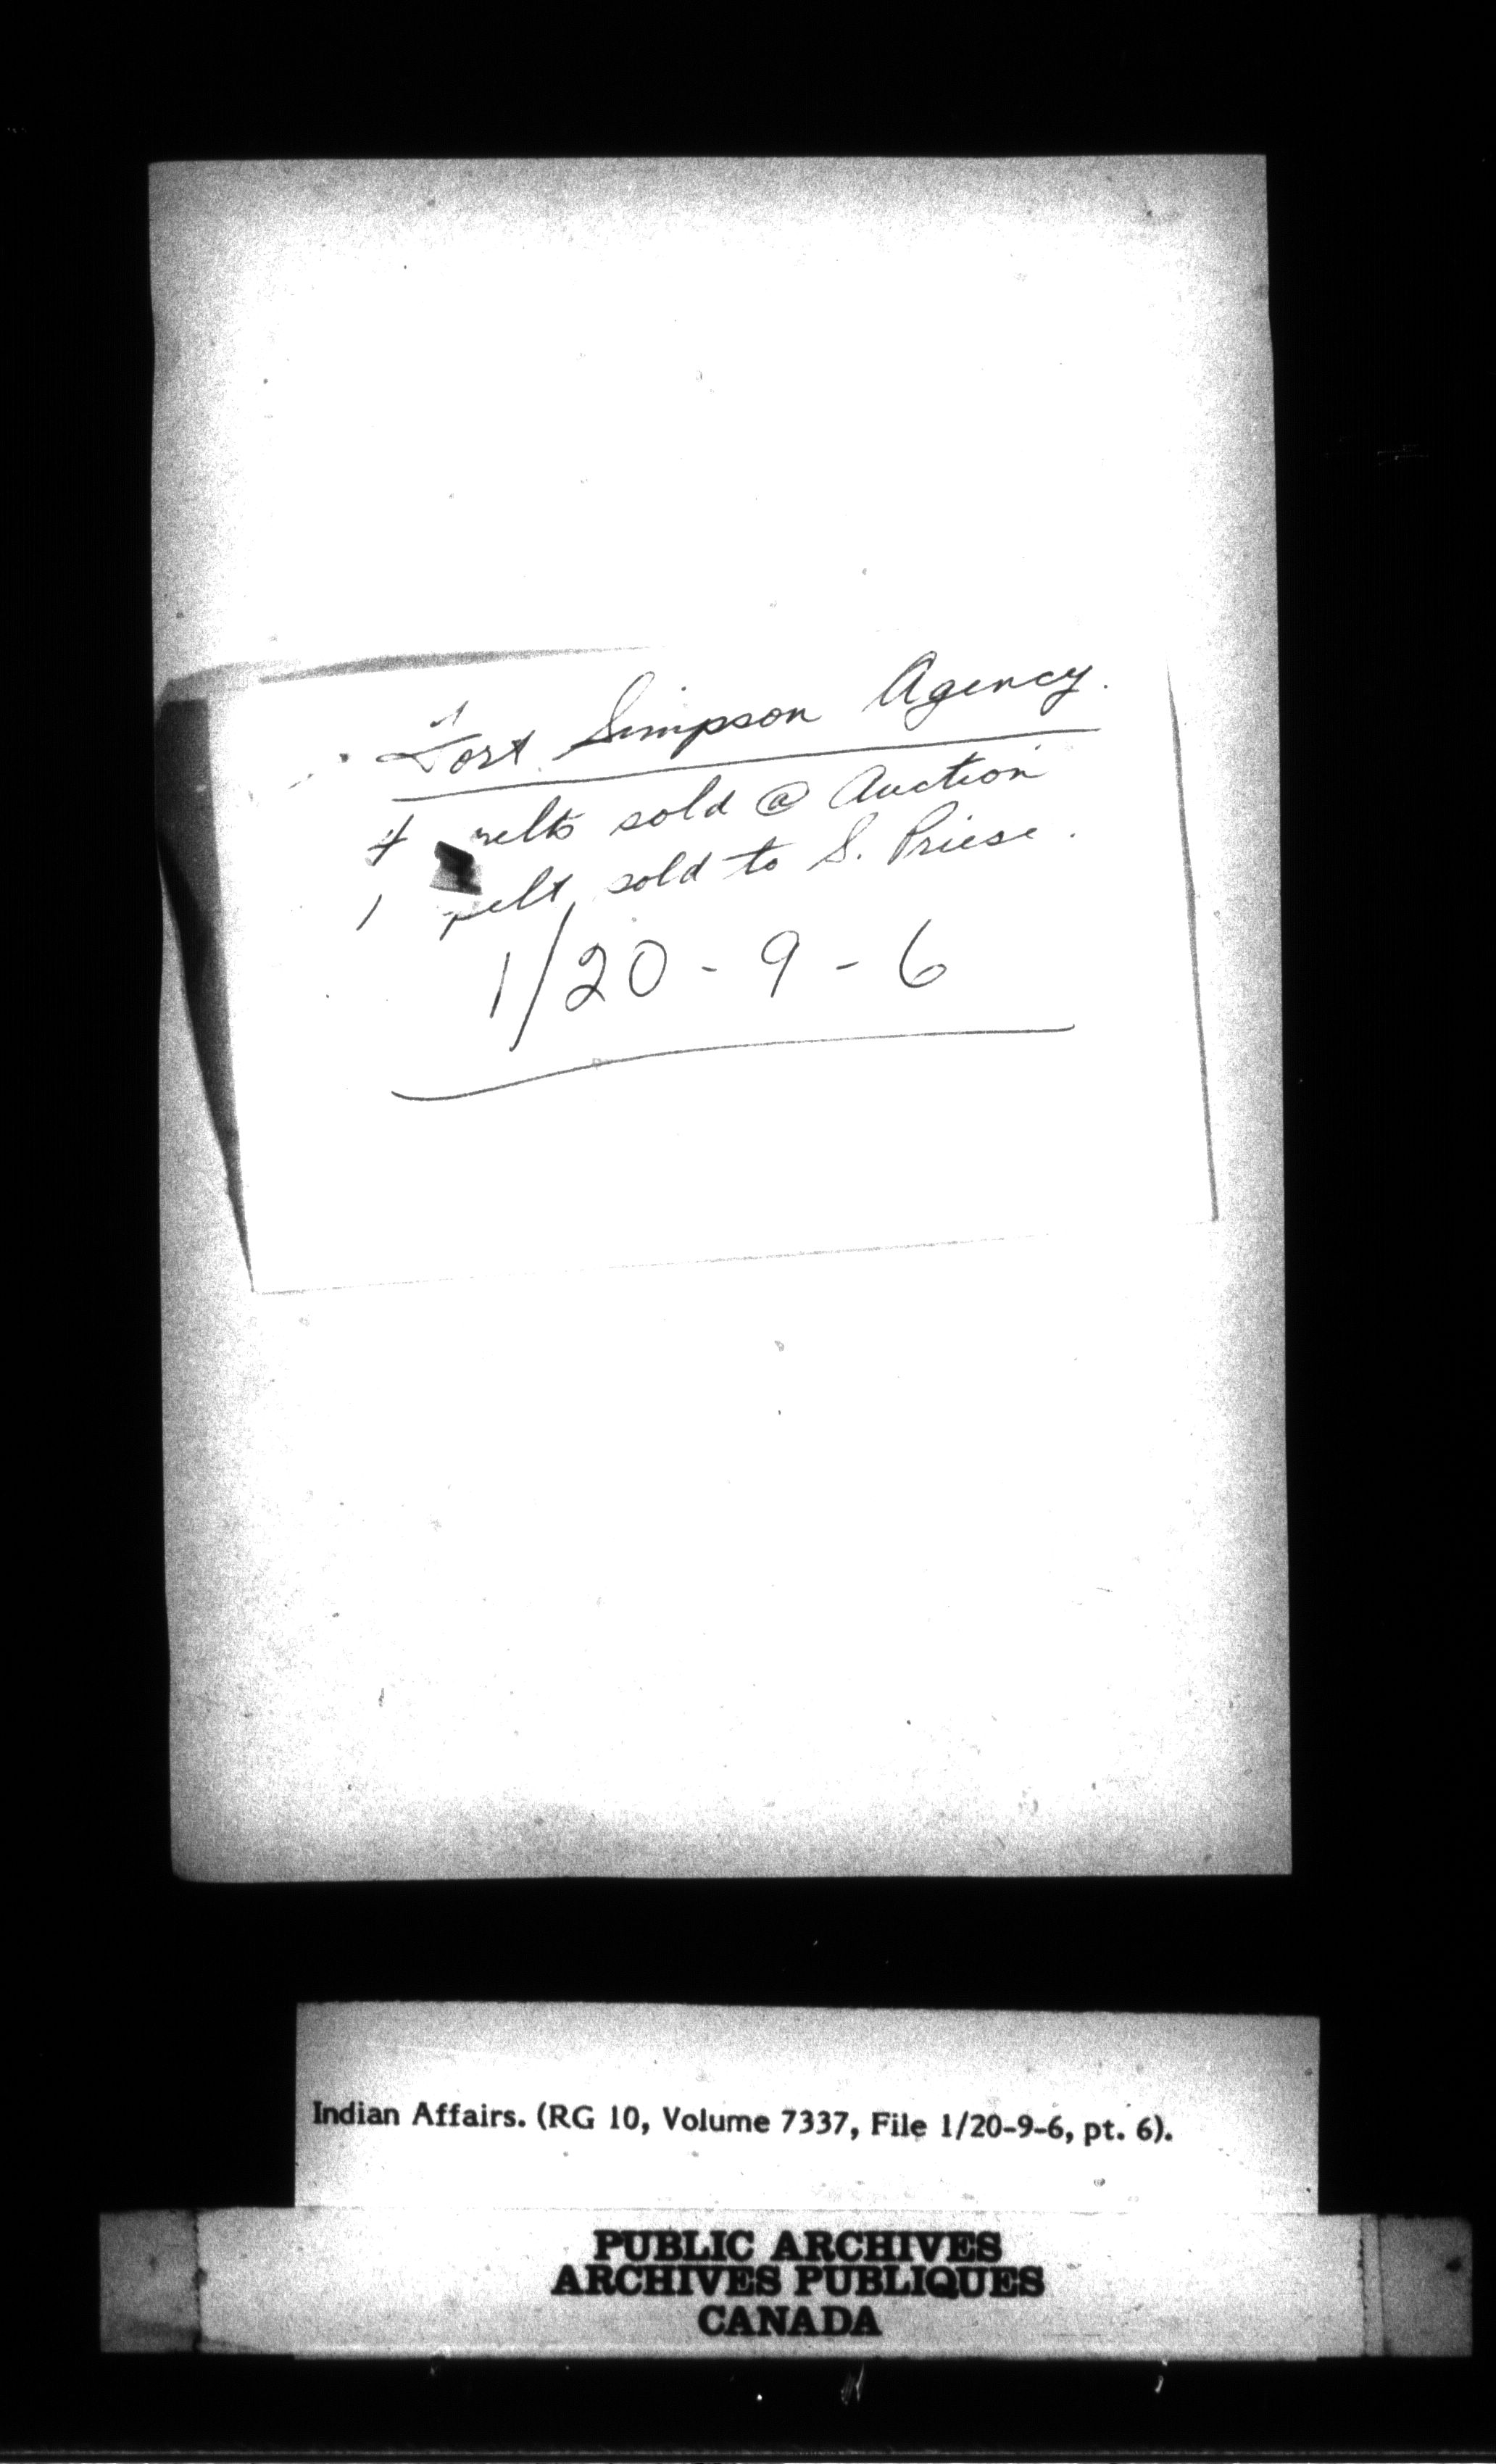 Fort Simpson Agency.
4 pelts sold @ Auction
1 pelt sold to S. Priese.
1/20-9-6
Indian Affairs. (RG 10, Volume 7337, File 1/20-9-6, pt. 6).
PUBLIC ARCHIVES
ARCHIVES PUBLIQUES
CANADA